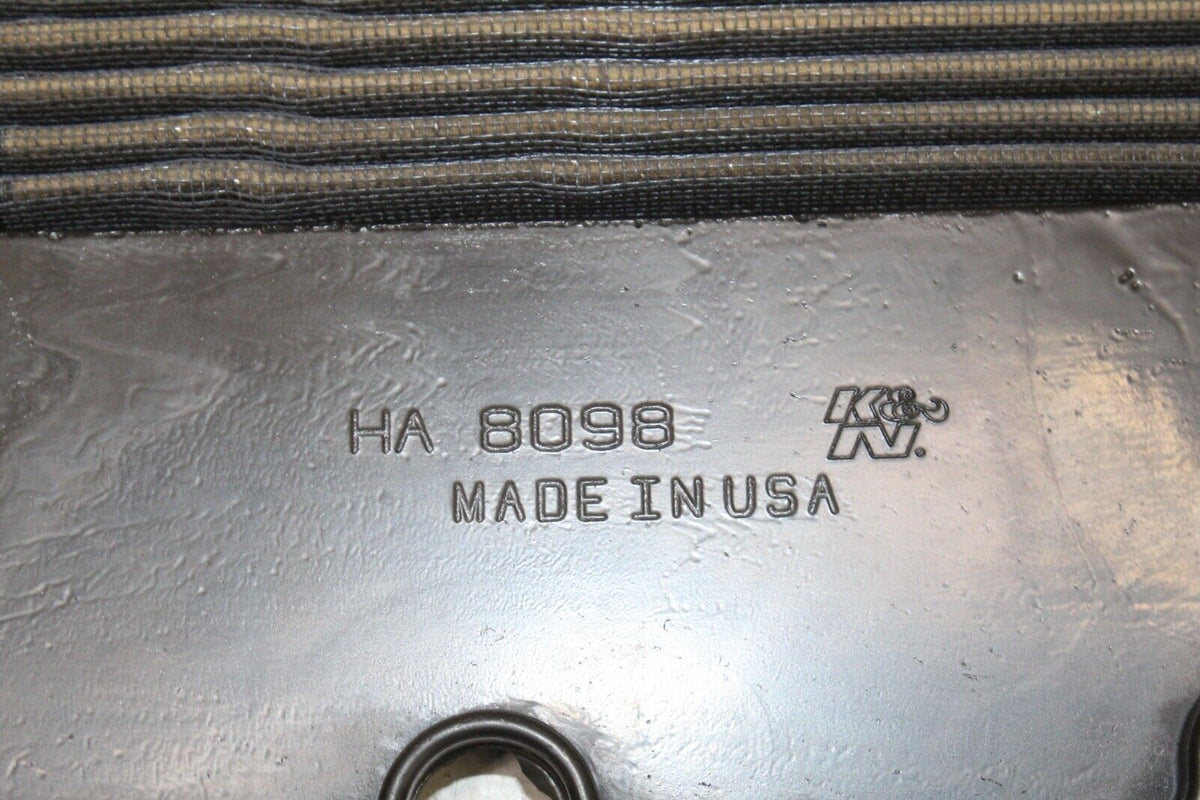 HA 8098 K&N.
MADE IN USA